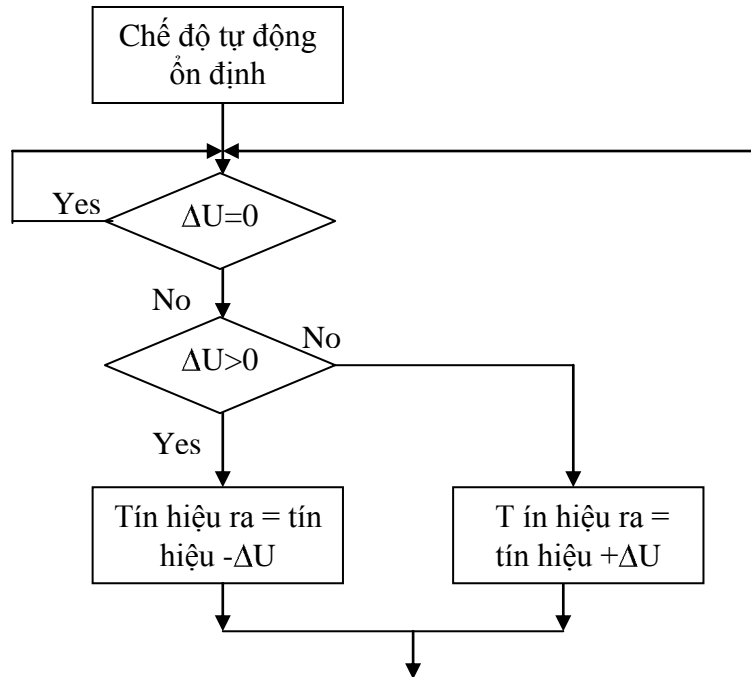 Chế độ tự động
ổn định
Yes
ΔU=0
No
No
ΔU>0
Yes
Tín hiệu ra = tín
hiệu -ΔU
T ín hiệu ra =
tín hiệu +ΔU